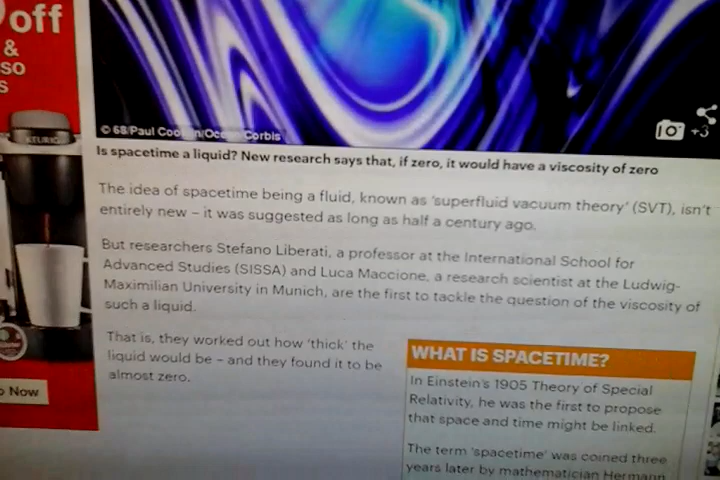 off
&
SO
S
KEURIG
© 68/Paul
Corbis
+3
Is spacetime a liquid? New research says that, if zero, it would have a viscosity of zero
The idea of spacetime being a fluid, known as 'superfluid vacuum theory' (SVT), isn't
entirely new – it was suggested as long as half a century ago.
But researchers Stefano Liberati, a professor at the International School for
Advanced Studies (SISSA) and Luca Maccione, a research scientist at the Ludwig-
Maximilian University in Munich, are the first to tackle the question of the viscosity of
such a liquid.
That is, they worked out how 'thick' the
liquid would be – and they found it to be
almost zero.
Now
WHAT IS SPACETIME?
In Einstein's 1905 Theory of Special
Relativity, he was the first to propose
that space and time might be linked.
The term 'spacetime' was coined three
years later by mathematician Hermann